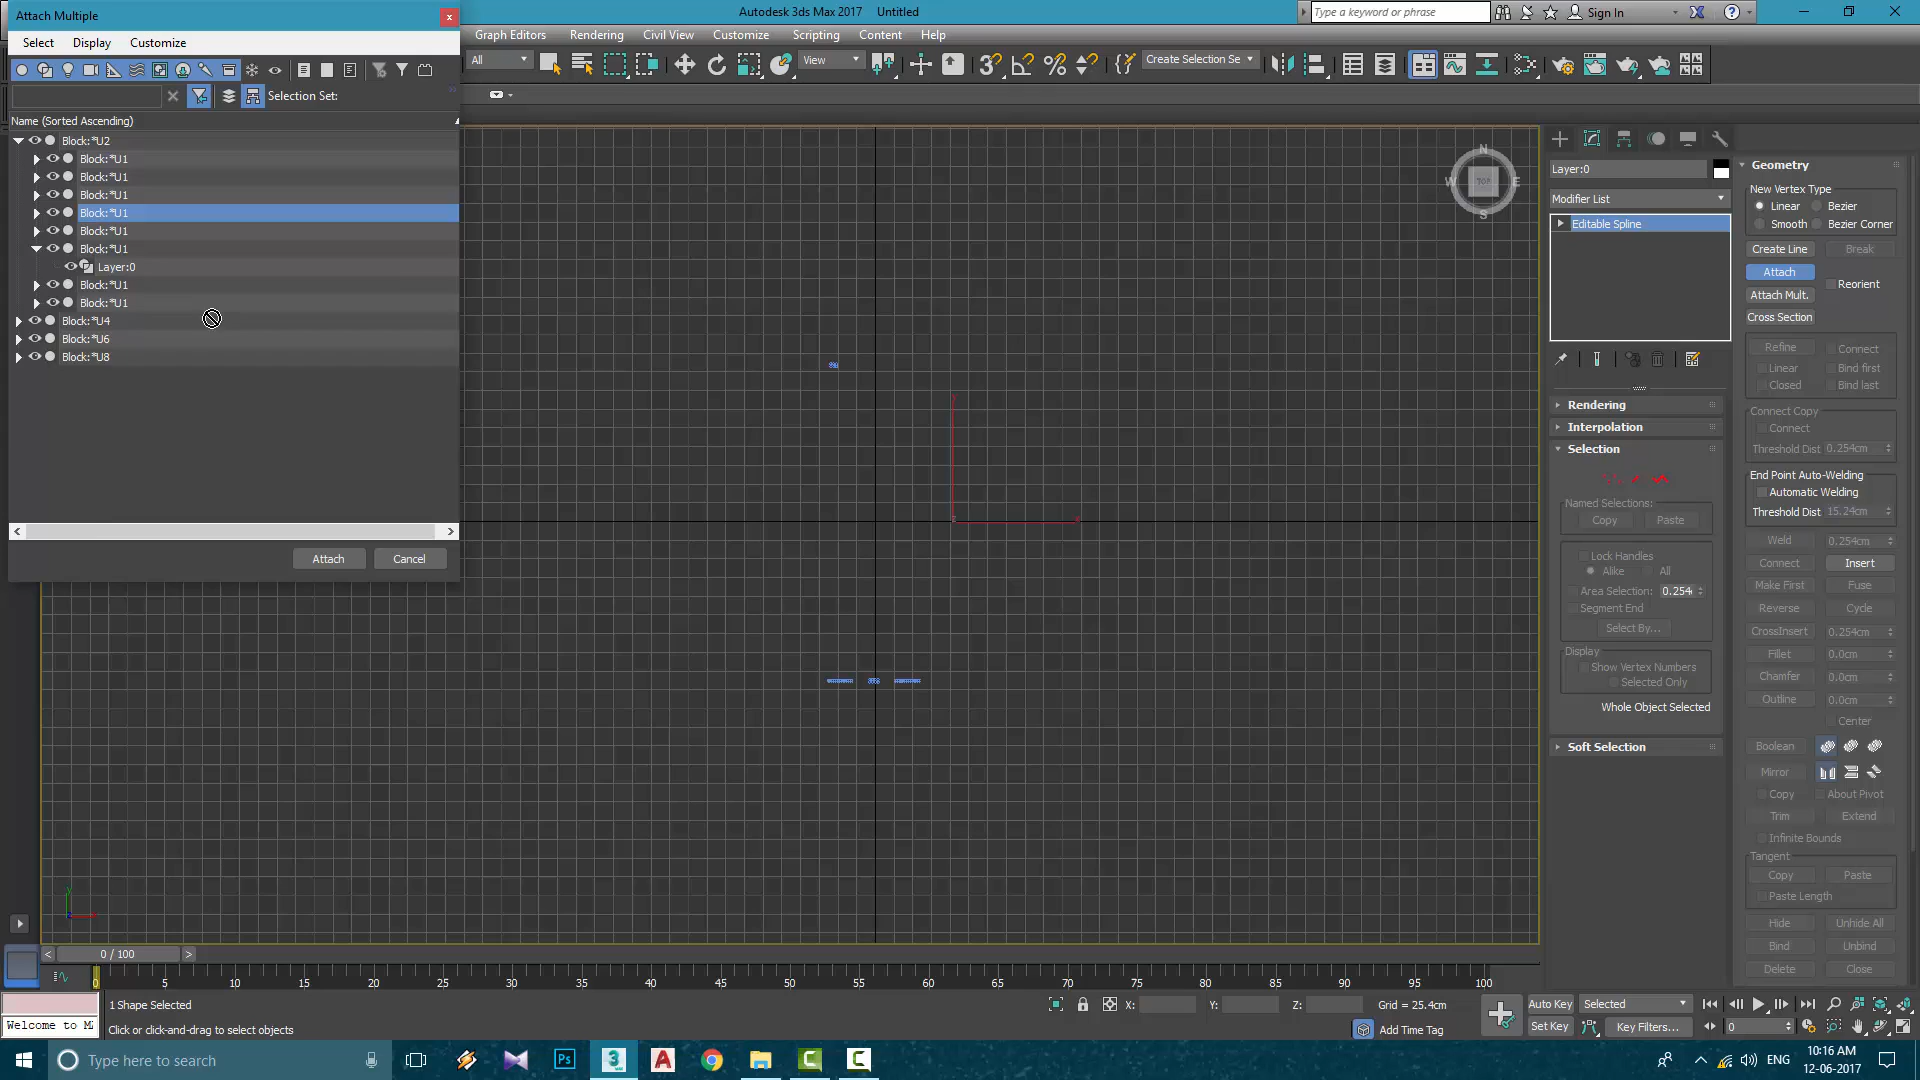 Attach Multiple
Autodesk 3ds Max 2017 Untitled
Type a keyword or phrase
Sign In
Select Display Customize
Graph Editors Rendering Civil View Customize Scripting Content Help
All
View
Create Selection Se
Selection Set:
Name (Sorted Ascending)
Block:*U2
Block:*U1
Block:*U1
Block:*U1
Block:*U1
Block:*U1
Block:*U1
Layer:0
Block:*U1
Block:*U1
Block:*U4
Block:*U6
Block:*U8
Attach Cancel
N
W TOP E
S
Layer:0
Modifier List
Editable Spline
Rendering
Interpolation
Selection
Named Selections:
Copy Paste
Lock Handles
Alike All
Area Selection: 0.254
Segment End
Select By...
Display
Show Vertex Numbers
Selected Only
Whole Object Selected
Soft Selection
Geometry
New Vertex Type
Linear Bezier
Smooth Bezier Corner
Create Line Break
Attach Reorient
Attach Mult.
Cross Section
Refine Connect
Linear Bind first
Closed Bind last
Connect Copy
Connect
Threshold Dist 0.254cm
End Point Auto-Welding
Automatic Welding
Threshold Dist 15.24cm
Weld 0.254cm
Connect Insert
Make First Fuse
Reverse Cycle
CrossInsert 0.254cm
Fillet 0.0cm
Chamfer 0.0cm
Outline 0.0cm
Center
Boolean
Mirror
Copy About Pivot
Trim Extend
Infinite Bounds
Tangent
Copy Paste
Paste Length
Hide Unhide All
Bind Unbind
Delete Close
0 / 100
0 5 10 15 20 25 30 35 40 45 50 55 60 65 70 75 80 85 90 95 100
1 Shape Selected
X: Y: Z: Grid = 25.4cm
Auto Key Selected
Welcome to M
Click or click-and-drag to select objects
Add Time Tag
Set Key Key Filters... 0
Type here to search
Ps
3
A
C
C
ENG
10:16 AM
12-06-2017